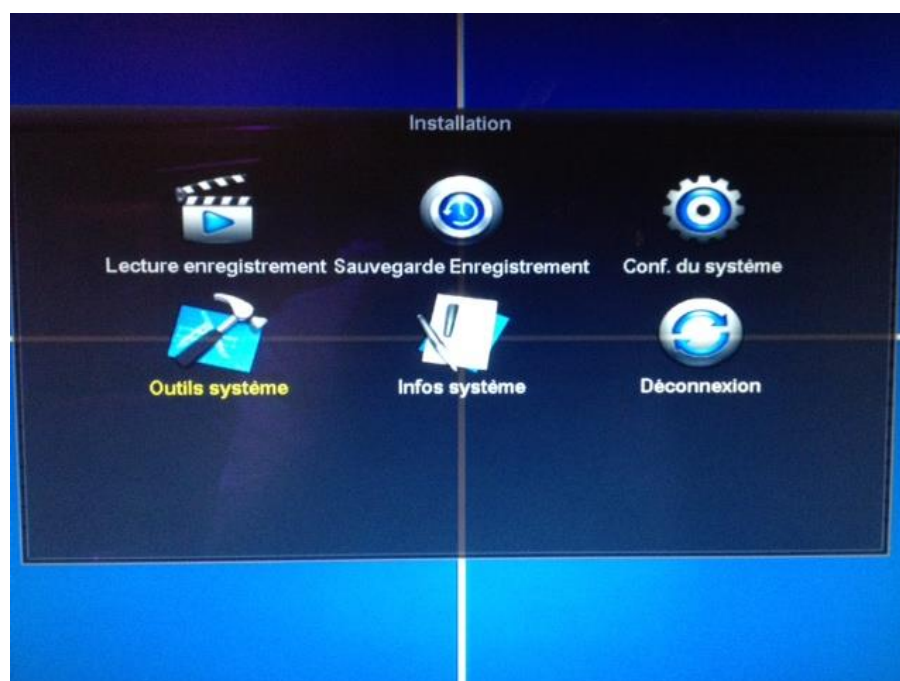 Installation
Lecture enregistrement Sauvegarde Enregistrement Conf. du système
Outils système Infos système Déconnexion